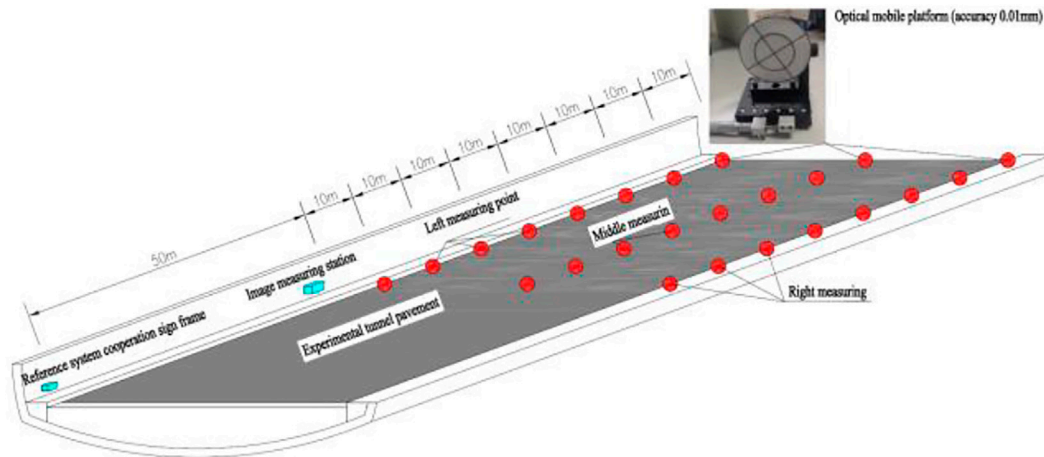 Optical mobile platform (accuracy 0.01mm)
10m
10m
10m
10m
10m
10m
10m
10m
50m
Left measuring point
Middle measurin
Image measuring station
Right measuring
Experimental tunnel pavement
Reference system cooperation sign frame